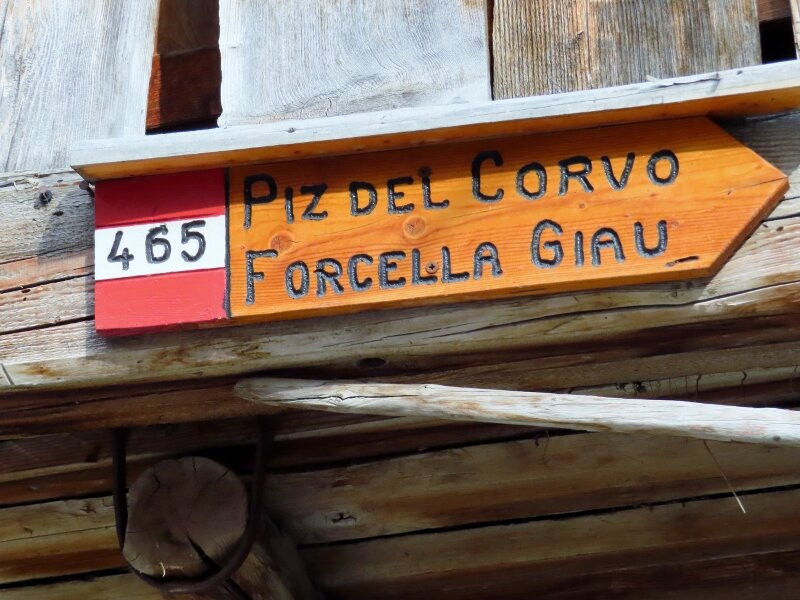 465
PIZ DEL CORVO
FORCELLA GIAU